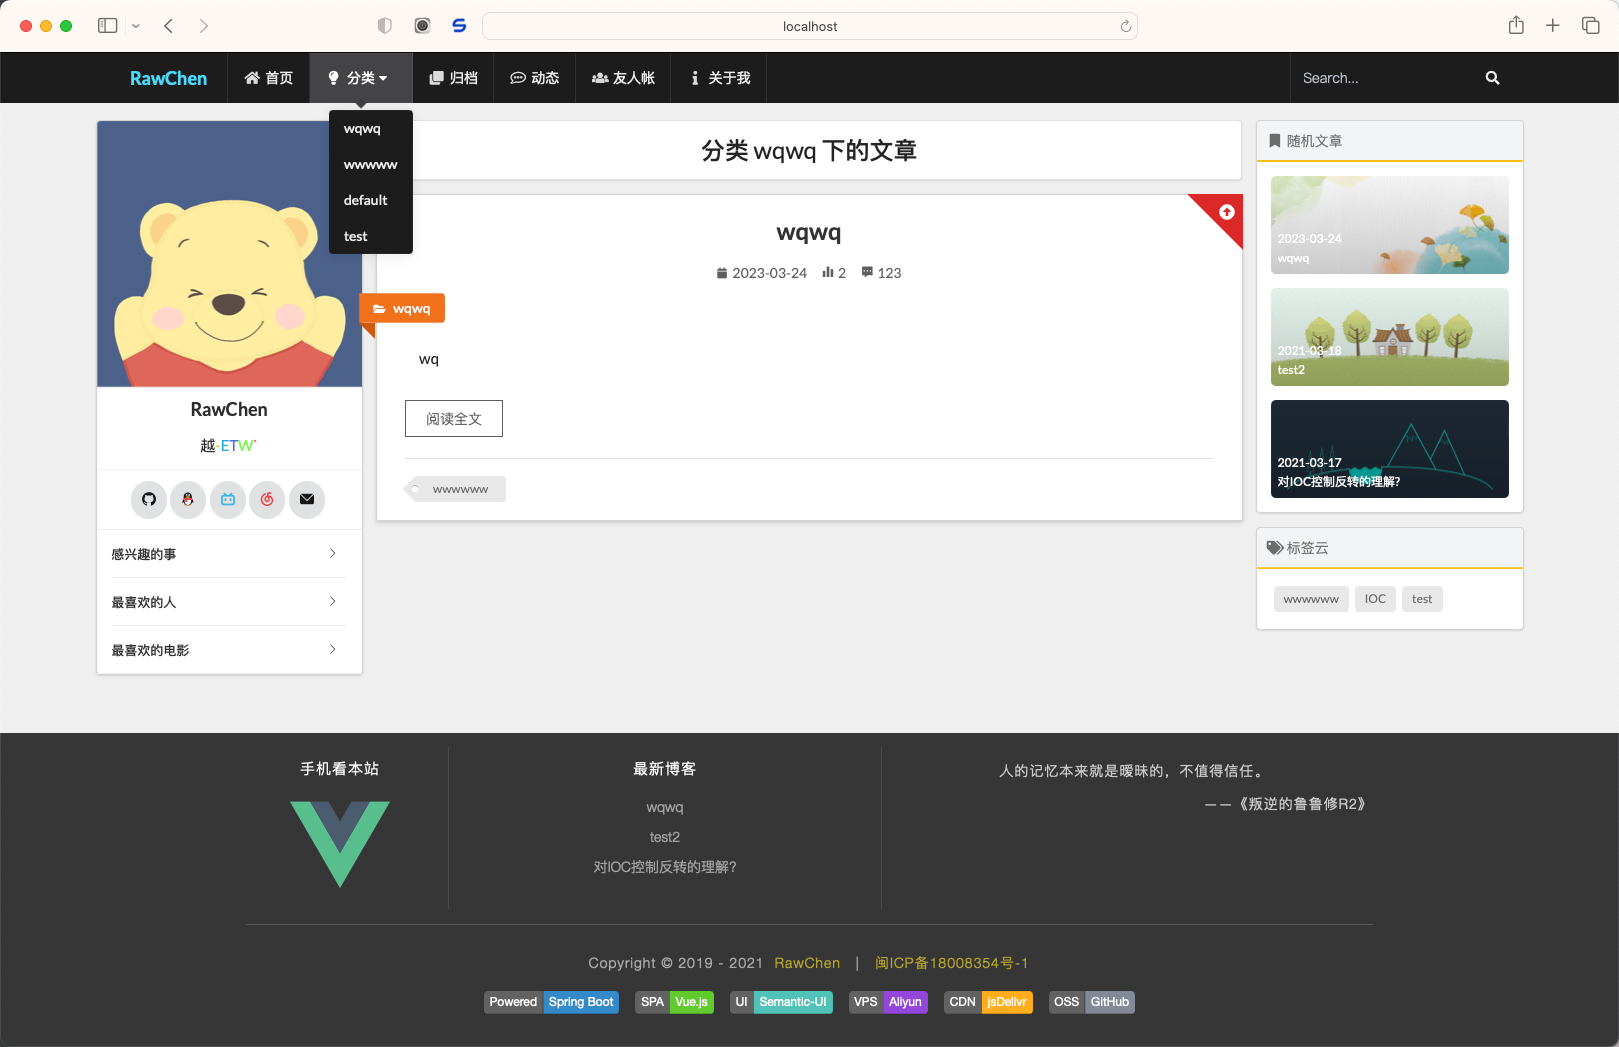 localhost
RawChen
首页
分类
归档
动态
友人帐
关于我
Search...
wqwq
wwwww
default
test
RawChen
越-ETW`
感兴趣的事
最喜欢的人
最喜欢的电影
分类 wqwq 下的文章
wqwq
2023-03-24 2 123
wqwq
wq
阅读全文
wwwwww
随机文章
2023-03-24
wqwq
2021-03-18
test2
2021-03-17
对IOC控制反转的理解?
标签云
wwwwww IOC test
手机看本站
最新博客
wqwq
test2
对IOC控制反转的理解?
人的记忆本来就是暧昧的，不值得信任。
——《叛逆的鲁鲁修R2》
Copyright © 2019 - 2021 RawChen | 闽ICP备18008354号-1
Powered Spring Boot SPA Vue.js UI Semantic-UI VPS Aliyun CDN jsDelivr OSS GitHub